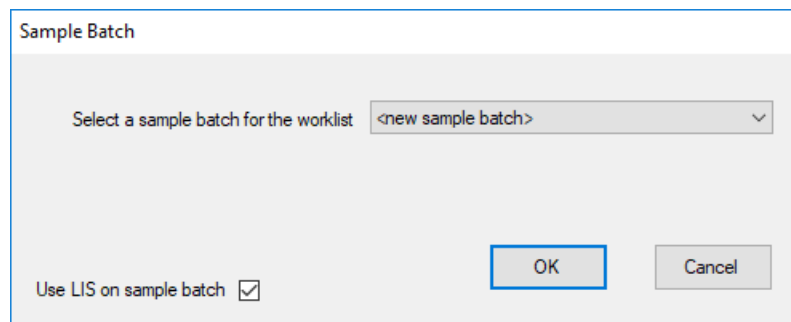 Sample Batch
Select a sample batch for the worklist <new sample batch>
OK Cancel
Use LIS on sample batch